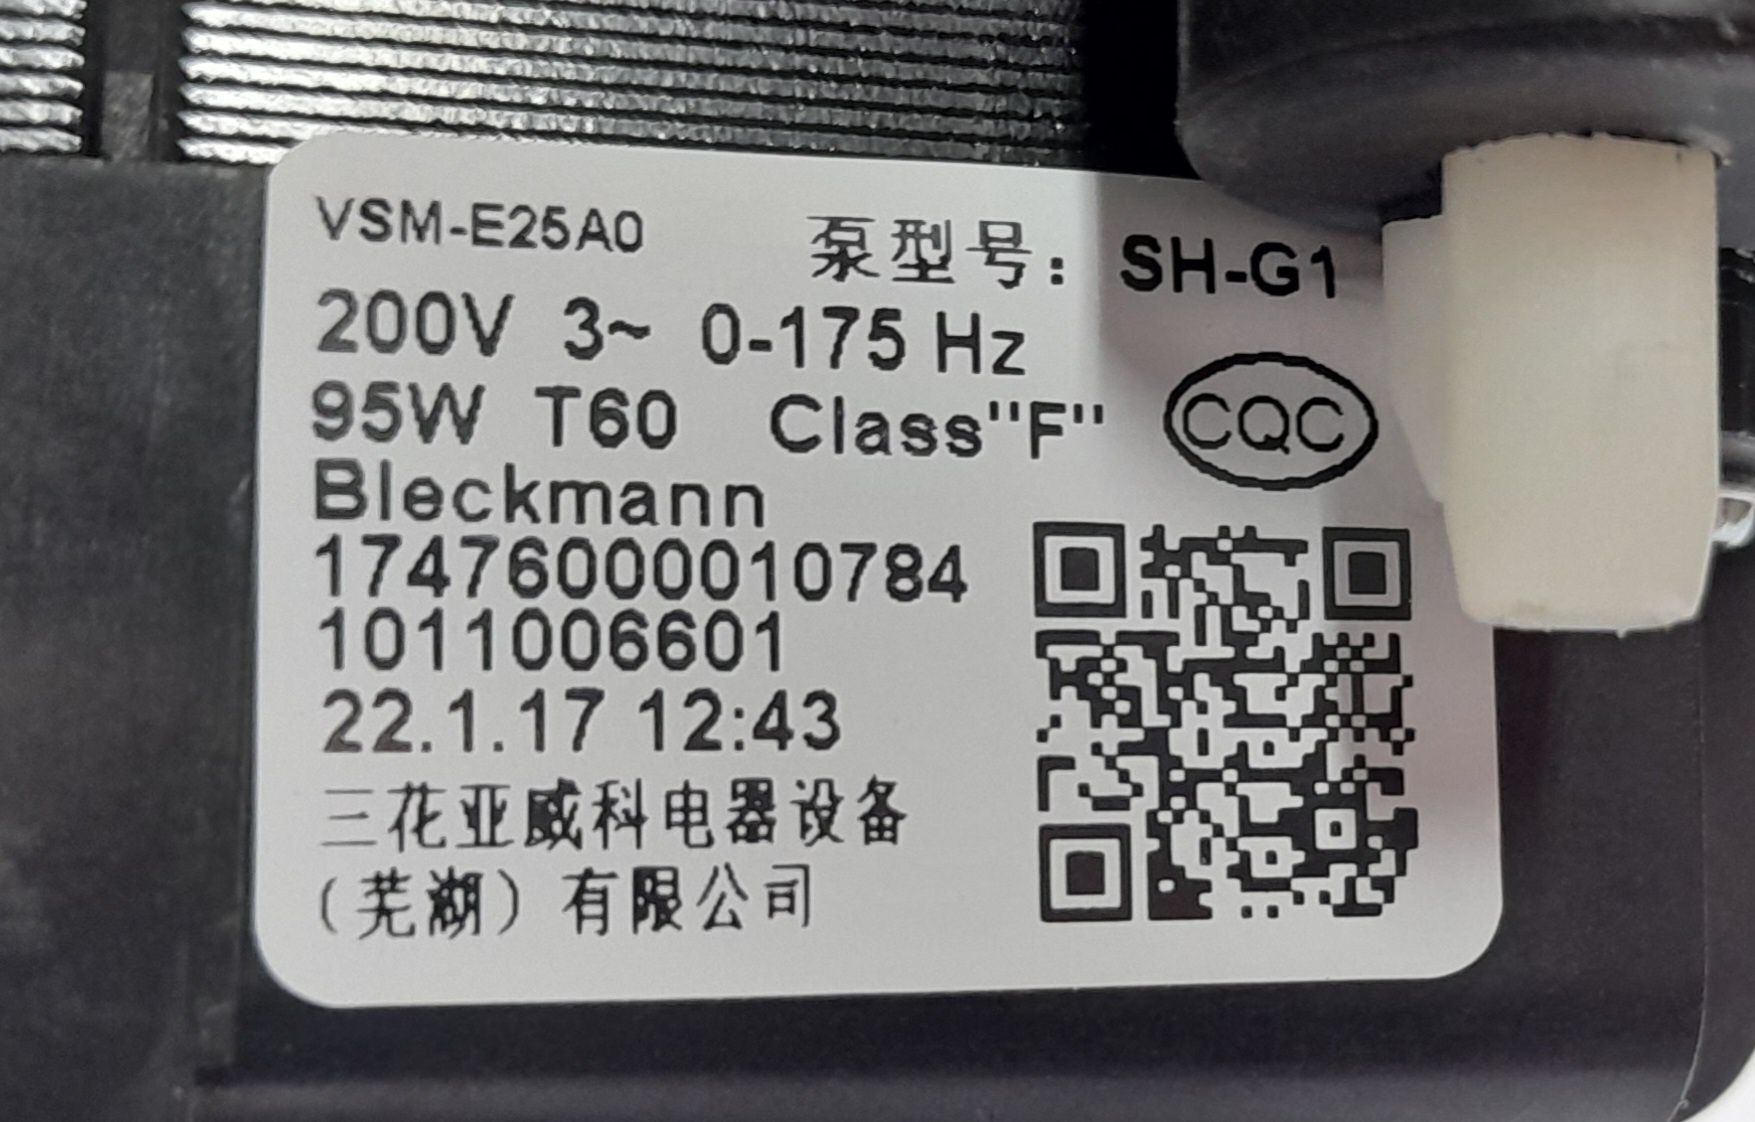 VSM-E25A0 泵型号: SH-G1
200V 3~ 0-175 Hz
95W T60 Class"F"
CQC
Bleckmann
17476000010784
1011006601
22.1.17 12:43
三花亚威科电器设备
(芜湖)有限公司